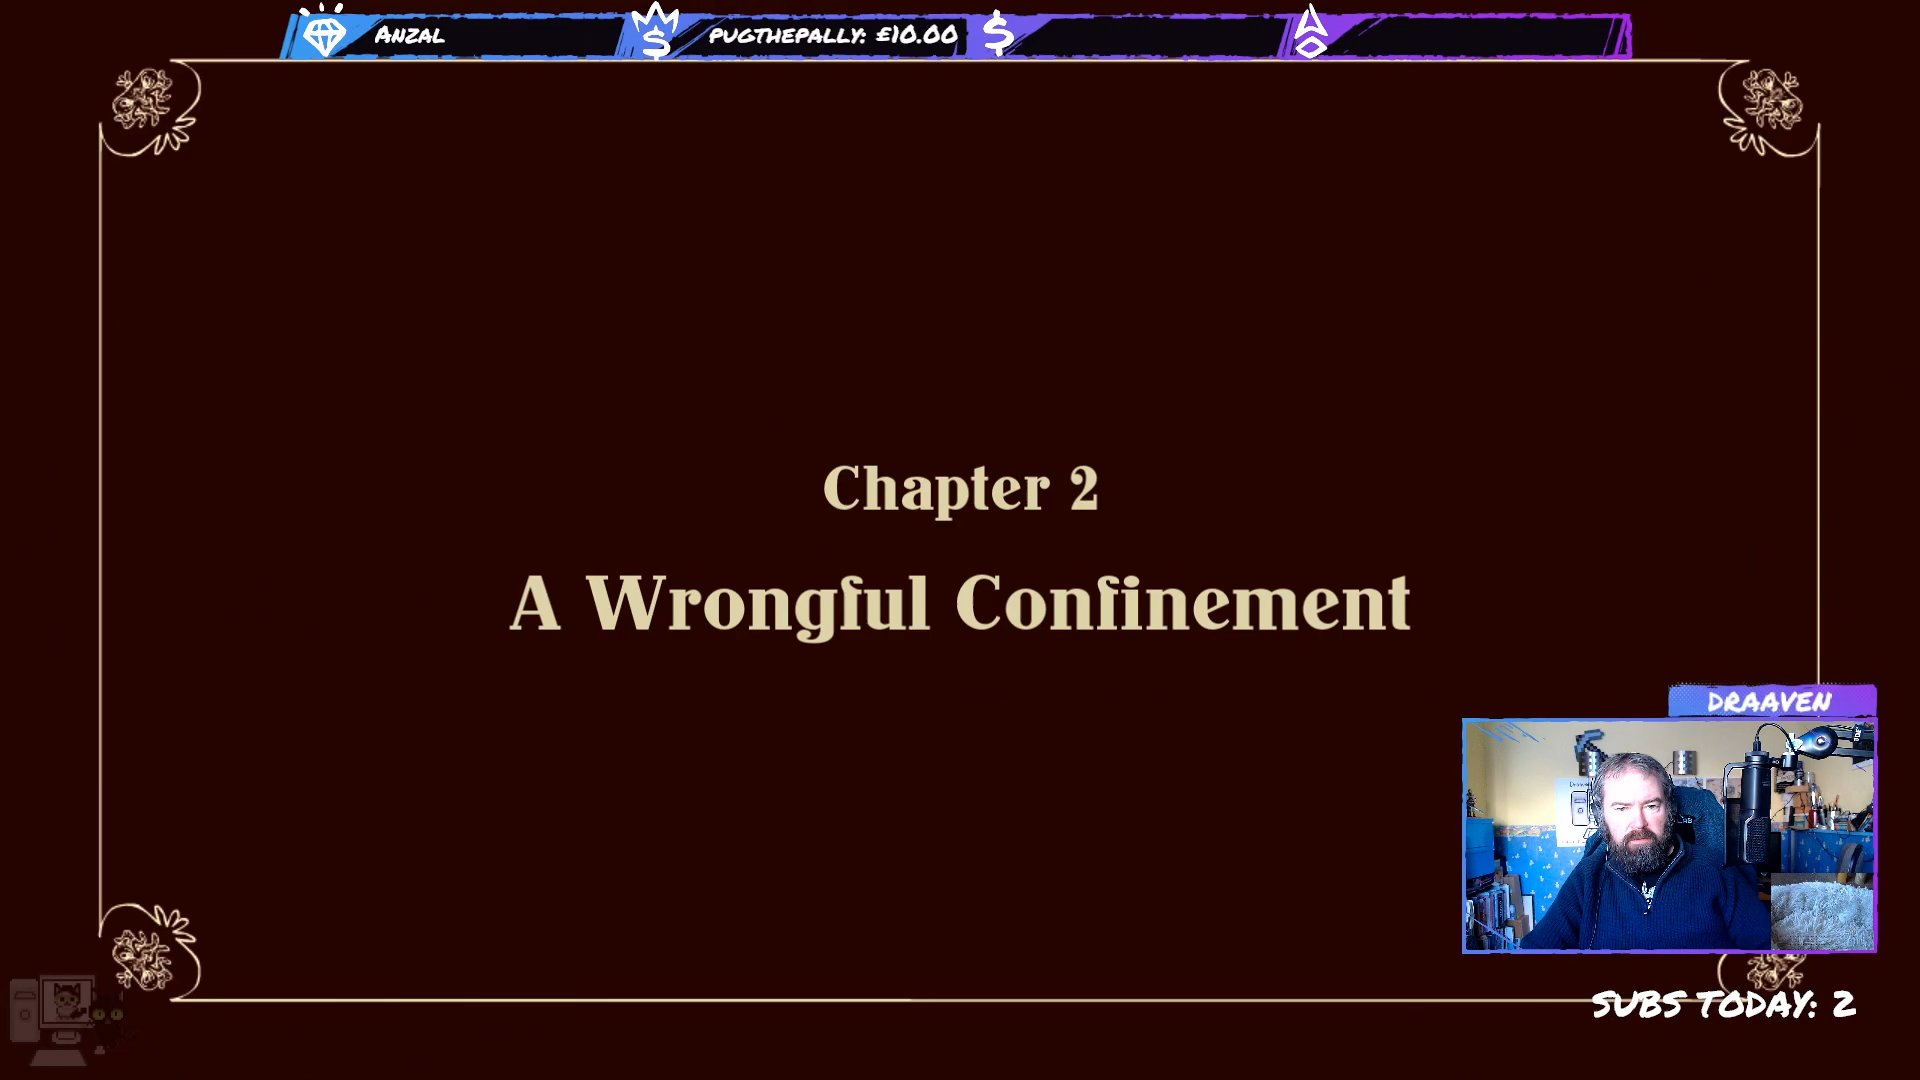 ANZAL
PUGTHEPALLY: £10.00
Chapter 2
A Wrongful Confinement
DRAAVEN
SUBS TODAY: 2